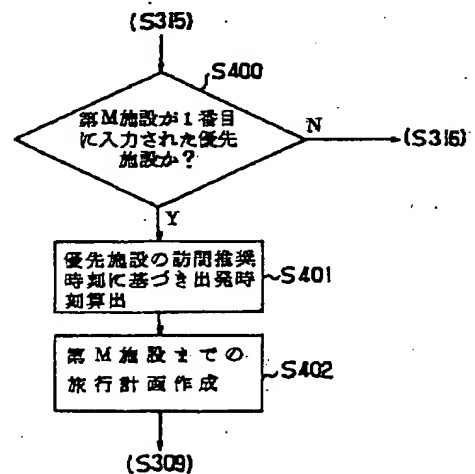 (S315)
S400
第M施設が1番目
に入力された優先
施設か?
N
(S316)
Y
優先施設の訪問推奨
時刻に基づき出発時
刻算出
S401
第M施設までの
旅行計画作成
S402
(S309)